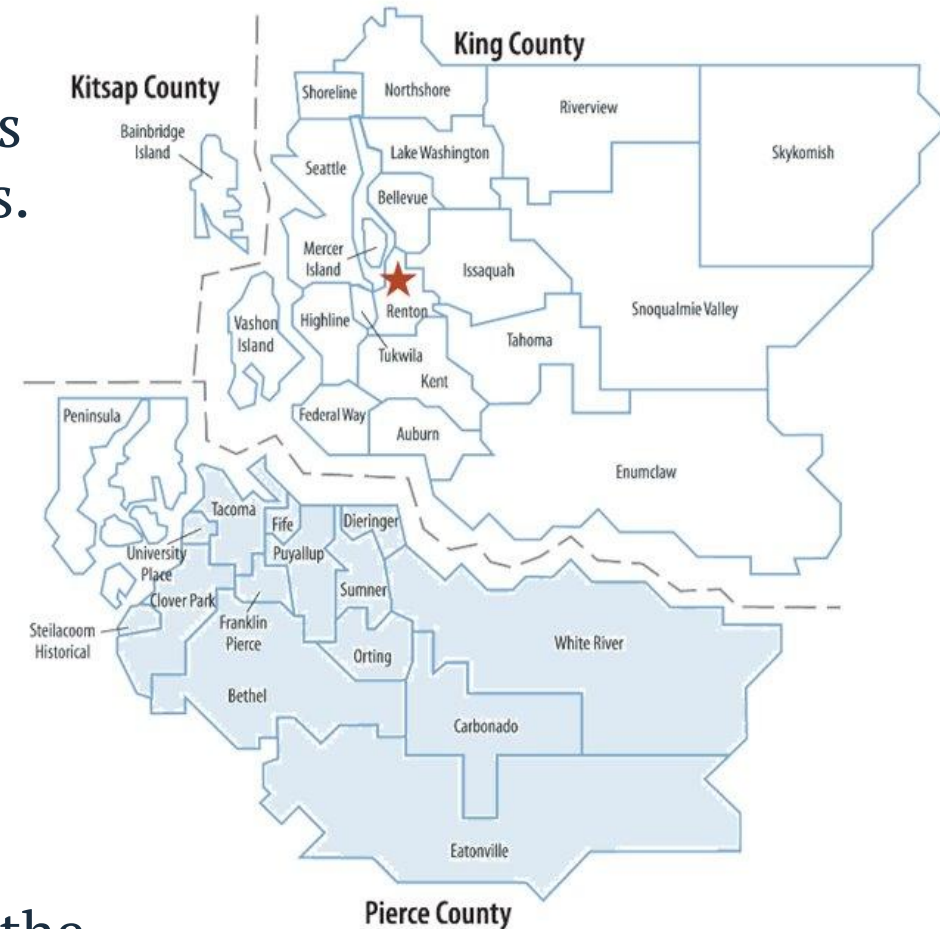 King County
Kitsap County
s
s.
Bainbridge
Island
Shoreline
Northshore
Riverview
Skykomish
Seattle
Lake Washington
Bellevue
Mercer
Island
Issaquah
Renton
Snoqualmie Valley
Vashon
Island
Highline
Tukwila
Tahoma
Kent
Federal Way
Auburn
Enumclaw
Peninsula
Tacoma
Fife
Dieringer
University
Place
Puyallup
Clover Park
Sumner
Steilacoom
Historical
Franklin
Pierce
Orting
White River
Bethel
Carbonado
Eatonville
Pierce County
the